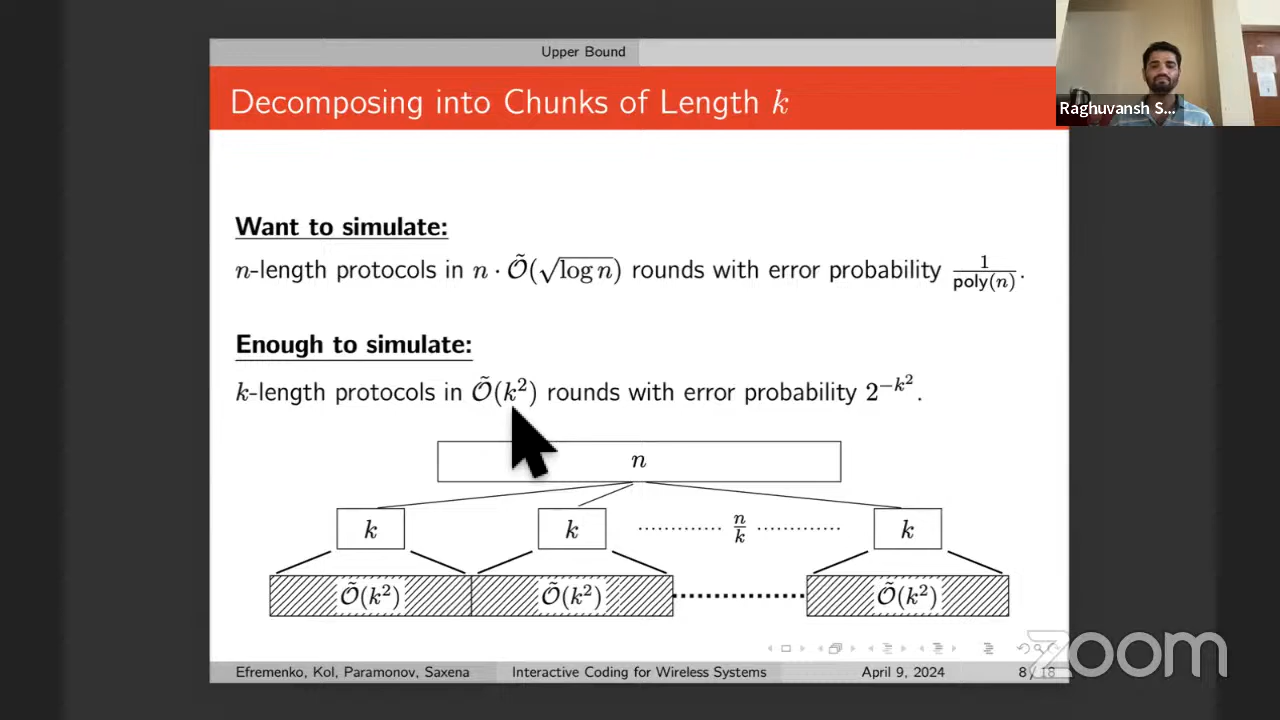 Upper Bound
Decomposing into Chunks of Length k
Raghuvansh S...
Want to simulate:
n-length protocols in n · Õ(√log n) rounds with error probability 1/poly(n).
Enough to simulate:
k-length protocols in Õ(k²) rounds with error probability 2^{-k²}.
n
k k n/k k
Õ(k²) Õ(k²) Õ(k²)
Efremenko, Kol, Paramonov, Saxena Interactive Coding for Wireless Systems April 9, 2024 8 / 18
zoom